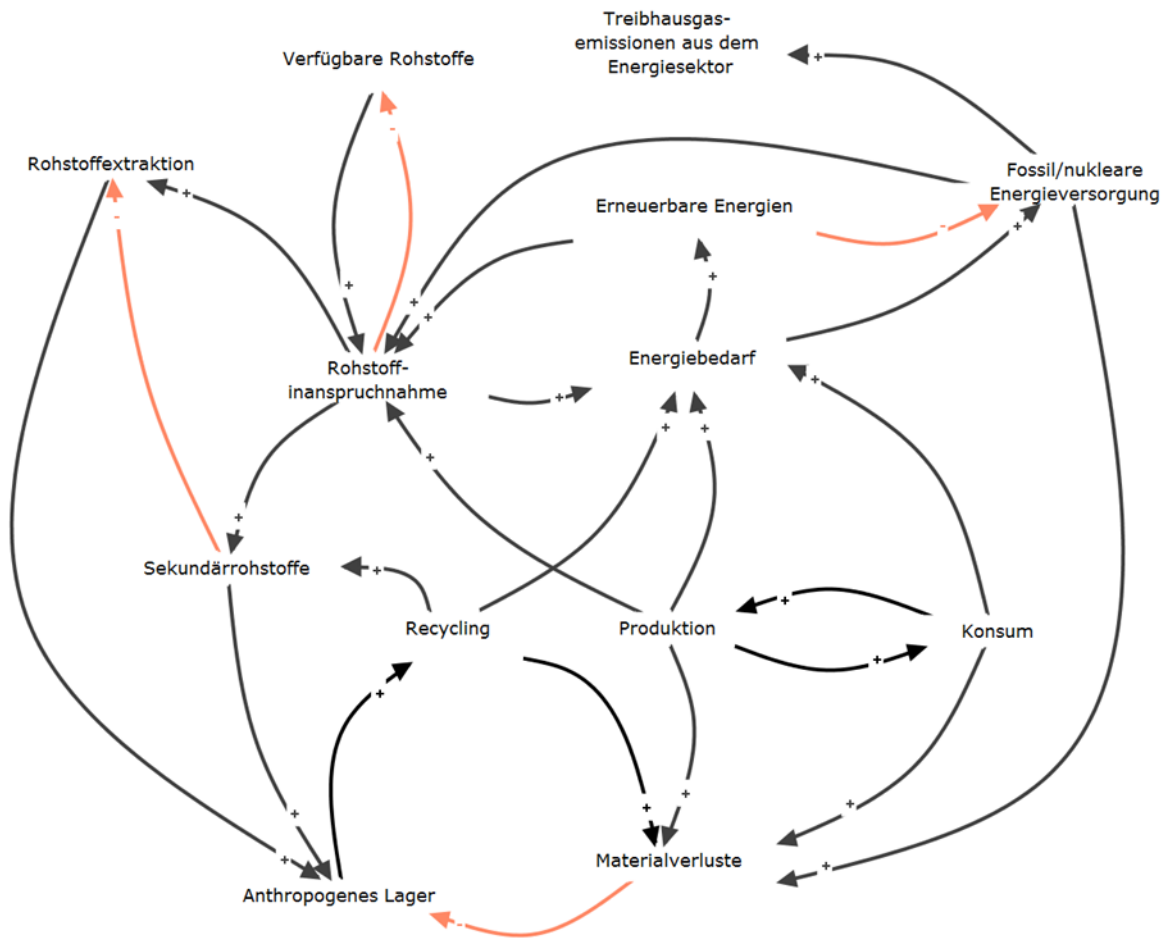 Treibhausgas-
emissionen aus dem
Energiesektor
+
Verfügbare Rohstoffe
-
Rohstoffextraktion
+
-
Fossil/nukleare
Energieversorgung
Erneuerbare Energien
-
+
+
+
+
+
Rohstoff-
inanspruchnahme
Energiebedarf
+
+
+
+
+
+
Sekundärrohstoffe
+
Recycling
Produktion
Konsum
+
+
+
+
+
+
+
+
+
Materialverluste
Anthropogenes Lager
-